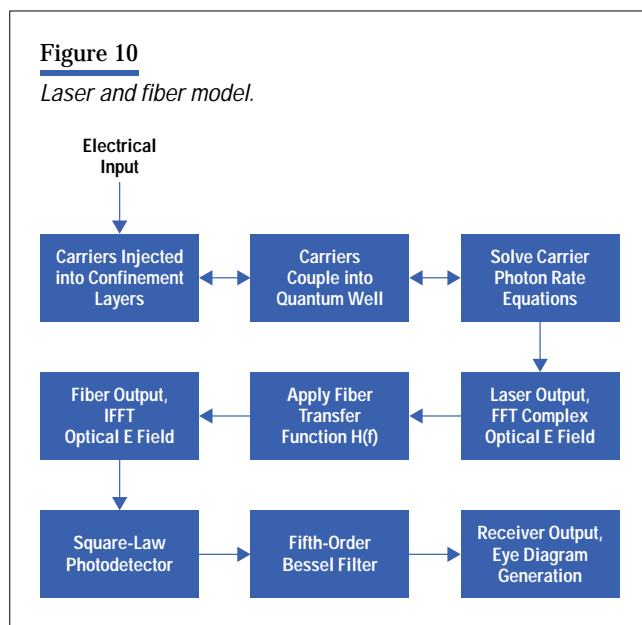 Figure 10
Laser and fiber model.
Electrical
Input
Carriers Injected
into Confinement
Layers
Carriers
Couple into
Quantum Well
Solve Carrier
Photon Rate
Equations
Fiber Output,
IFFT
Optical E Field
Apply Fiber
Transfer
Function H(f)
Laser Output,
FFT Complex
Optical E Field
Square-Law
Photodetector
Fifth-Order
Bessel Filter
Receiver Output,
Eye Diagram
Generation